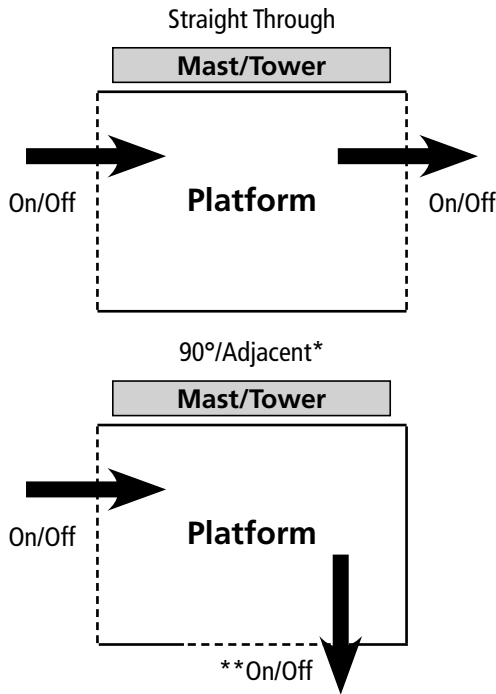 Straight Through
Mast/Tower
On/Off
Platform
On/Off
90°/Adjacent*
Mast/Tower
On/Off
Platform
**On/Off